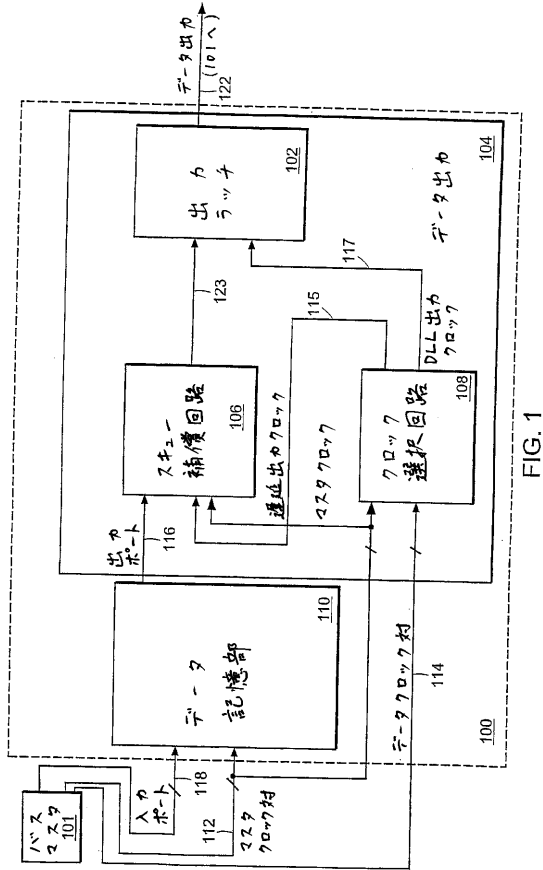 バス
マスタ
101
入力
ポート
118
112
マスタ
クロック対
データ
記憶部
110
出力
ポート
116
スキュー
補償回路
106
123
出力
ラッチ
102
データ出力
(101へ)
122
遅延出力クロック
マスタクロック
115
117
DLL出力
クロック
クロック
選択回路
108
データ出力
104
データクロック対
114
100
FIG. 1